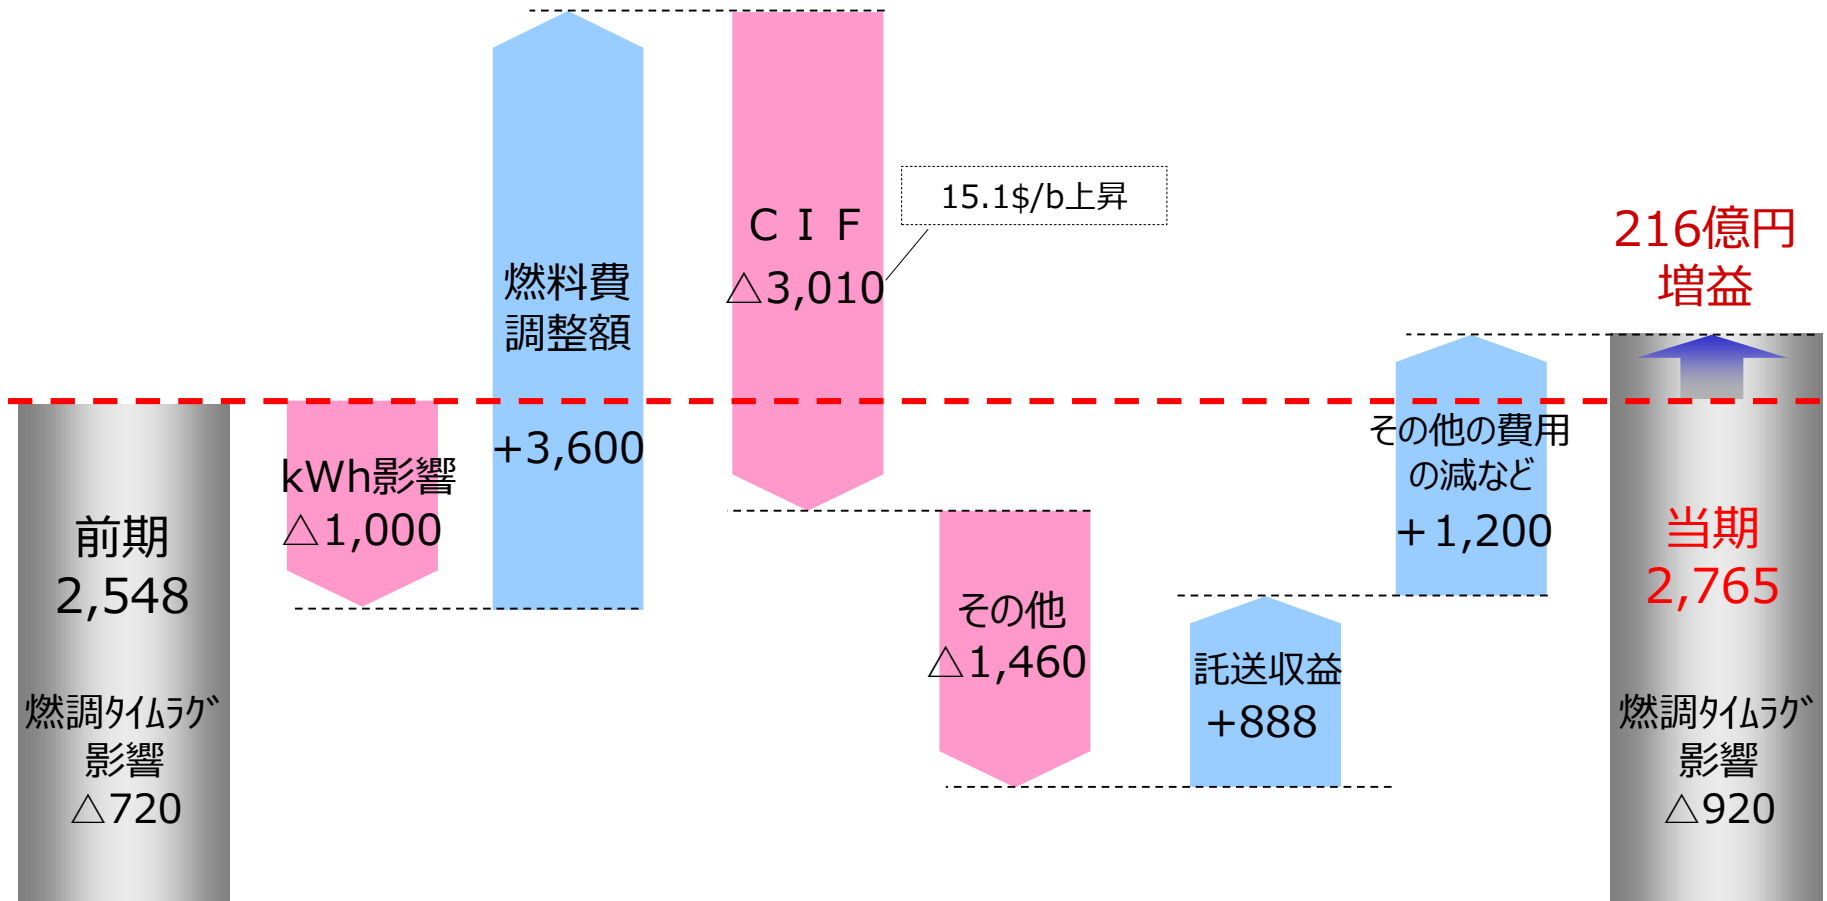 前期
2,548
燃調ﾀｲﾑﾗｸﾞ
影響
△720
kWh影響
△1,000
燃料費
調整額
+3,600
ＣＩＦ
△3,010
15.1$/b上昇
その他
△1,460
託送収益
+888
その他の費用
の減など
＋1,200
216億円
増益
当期
2,765
燃調ﾀｲﾑﾗｸﾞ
影響
△920